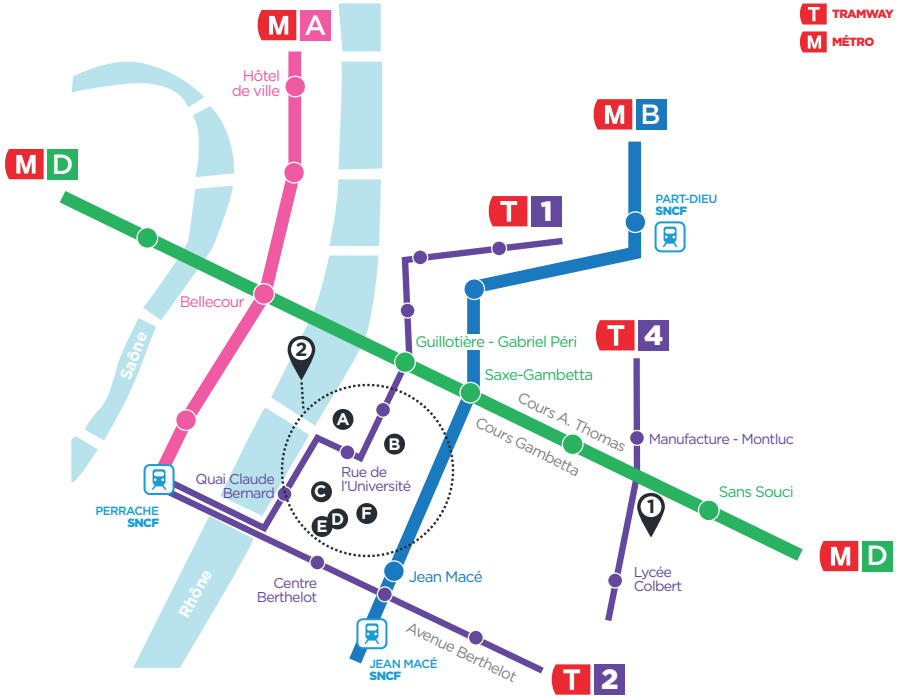 M A
T TRAMWAY
M MÉTRO
Hôtel
de ville
M B
M D
PART-DIEU
SNCF
T 1
Bellecour
Saône
Guillotière - Gabriel Péri
T 4
2
Saxe-Gambetta
Cours A. Thomas
Cours Gambetta
A
B
Manufacture - Montluc
Quai Claude
Bernard
Rue de
l'Université
C
D
E
F
Sans Souci
1
PERRACHE
SNCF
M D
Rhône
Centre
Berthelot
Jean Macé
Lycée
Colbert
Avenue Berthelot
JEAN MACÉ
SNCF
T 2